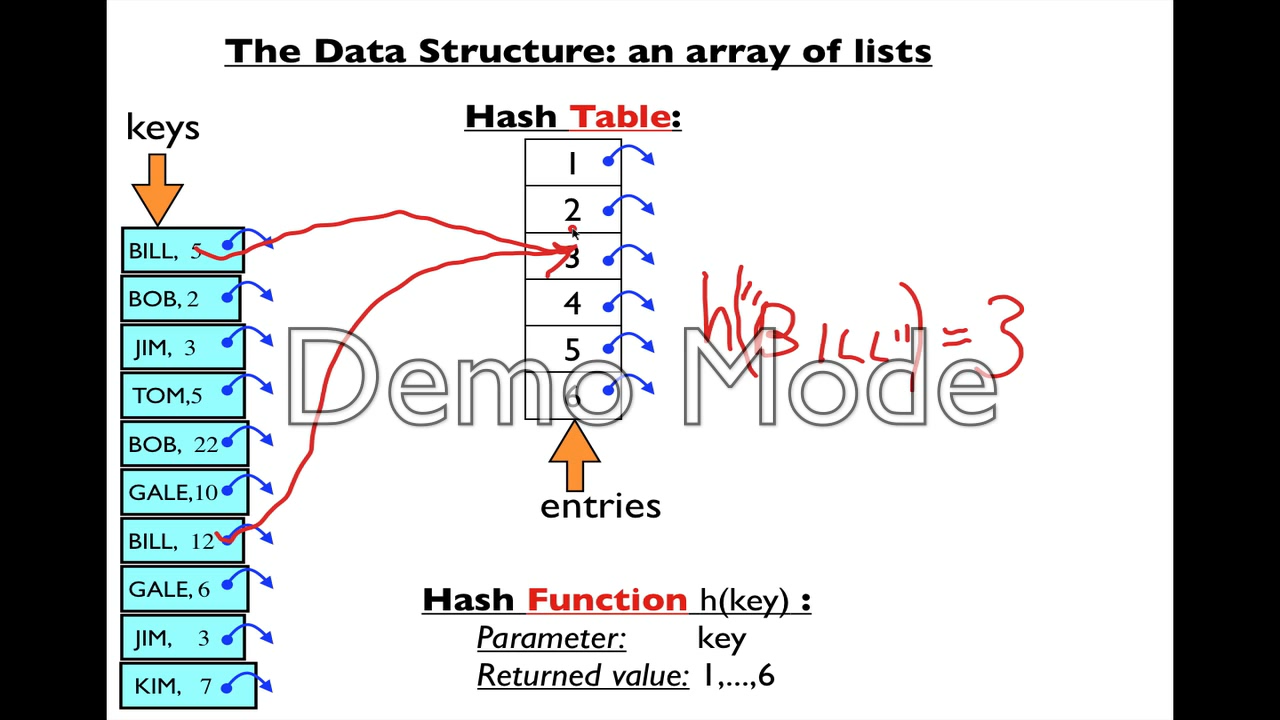 The Data Structure: an array of lists
keys
BILL, 5
BOB, 2
JIM, 3
TOM,5
BOB, 22
GALE,10
BILL, 12
GALE, 6
JIM, 3
KIM, 7
Hash Table:
1
2
3
4
5
6
entries
h("BILL") = 3
Demo Mode
Hash Function h(key) :
Parameter: key
Returned value: 1,...,6